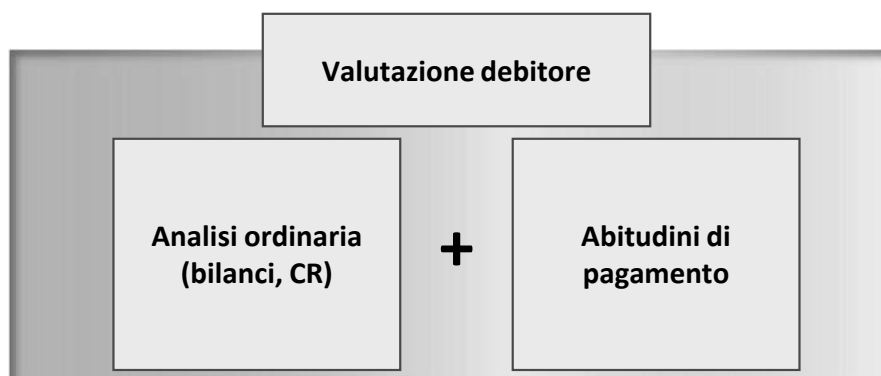 Valutazione debitore
Analisi ordinaria
(bilanci, CR)
+
Abitudini di
pagamento